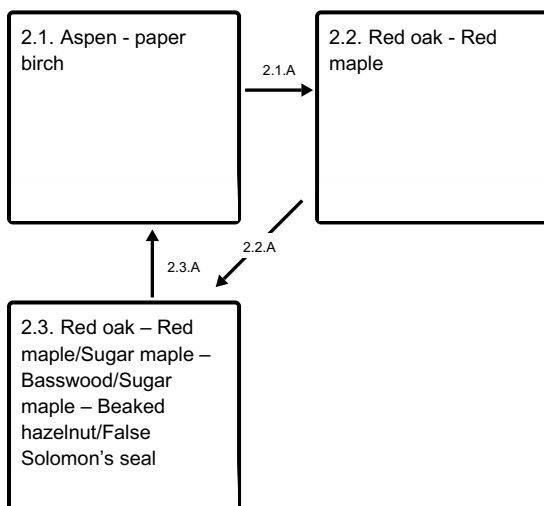 2.1. Aspen - paper
birch
2.1.A
2.2. Red oak - Red
maple
2.2.A
2.3.A
2.3. Red oak – Red
maple/Sugar maple –
Basswood/Sugar
maple – Beaked
hazelnut/False
Solomon's seal